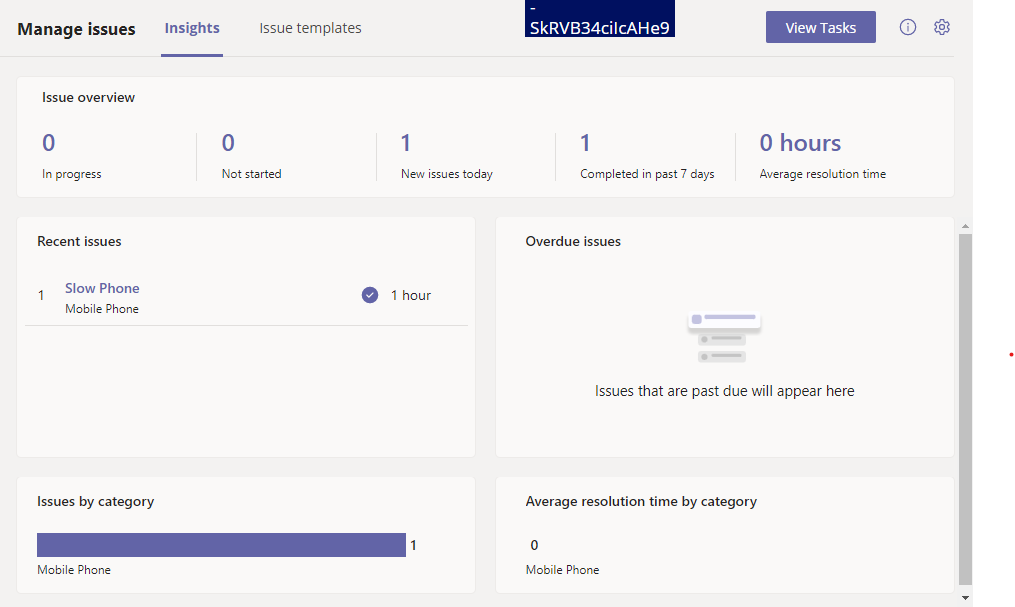 Manage issues
Insights
Issue templates
-
SkRVB34cilcAHe9
View Tasks
Issue overview
0
In progress
0
Not started
1
New issues today
1
Completed in past 7 days
0 hours
Average resolution time
Recent issues
1
Slow Phone
Mobile Phone
1 hour
Overdue issues
Issues that are past due will appear here
Issues by category
1
Mobile Phone
Average resolution time by category
0
Mobile Phone